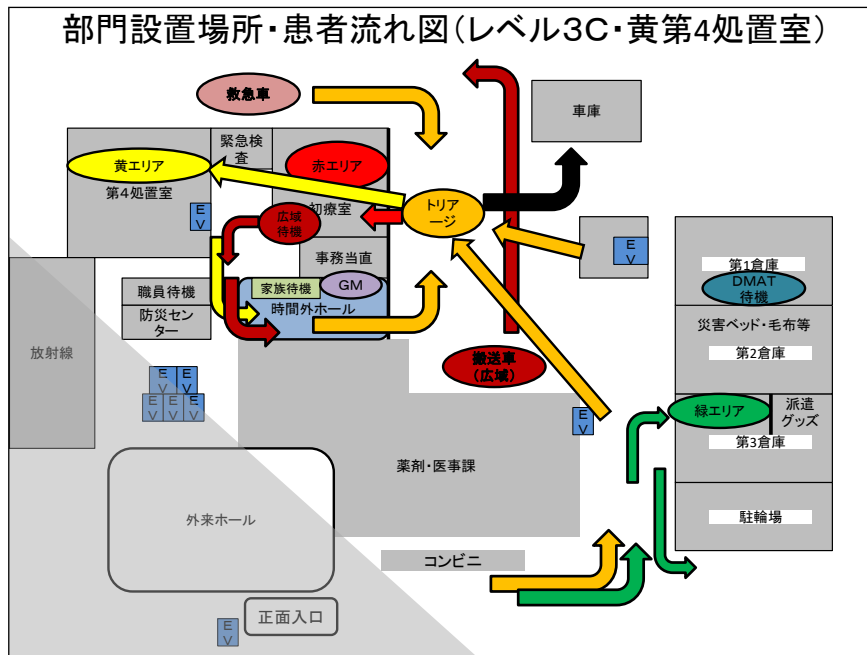 部門設置場所・患者流れ図(レベル3C・黄第4処置室)
救急車
車庫
緊急検
査
黄エリア
赤エリア
第4処置室
初療室
トリア
ージ
EV
広域
待機
EV
事務当直
第1倉庫
DMAT
待機
職員待機
家族待機
GM
時間外ホール
防災セン
ター
災害ベッド・毛布等
第2倉庫
放射線
搬送車
(広域)
EV
EV
EV
EV
EV
EV
緑エリア
派遣
グッズ
第3倉庫
薬剤・医事課
外来ホール
駐輪場
コンビニ
正面入口
EV